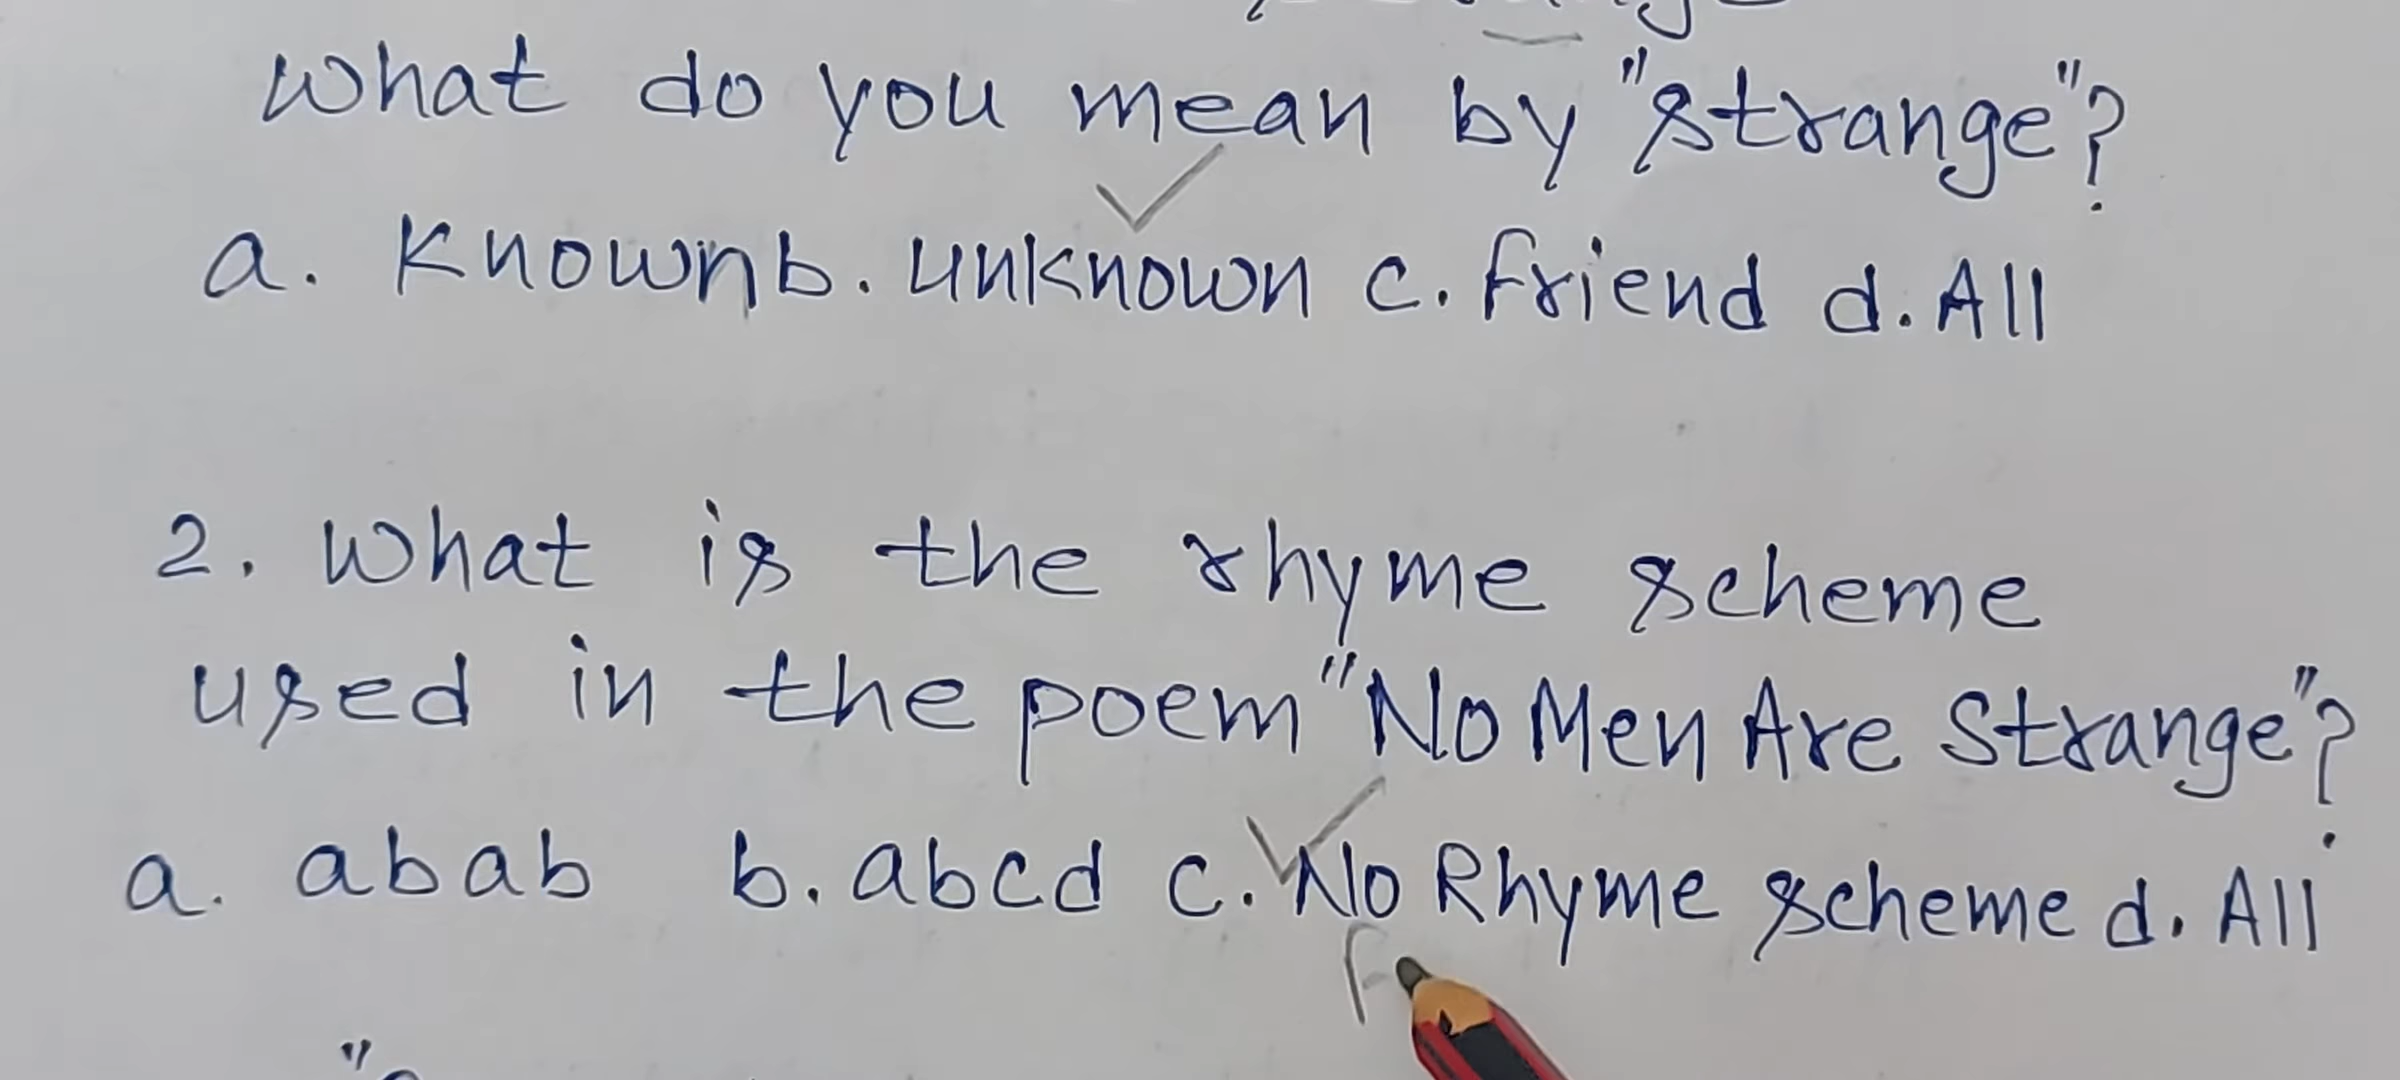 What do you mean by "strange"?
a. Known b. unknown c. friend d. All
2. What is the rhyme scheme
used in the poem "No Men Are Strange"?
a. abab b. abcd c. No Rhyme scheme d. All
F